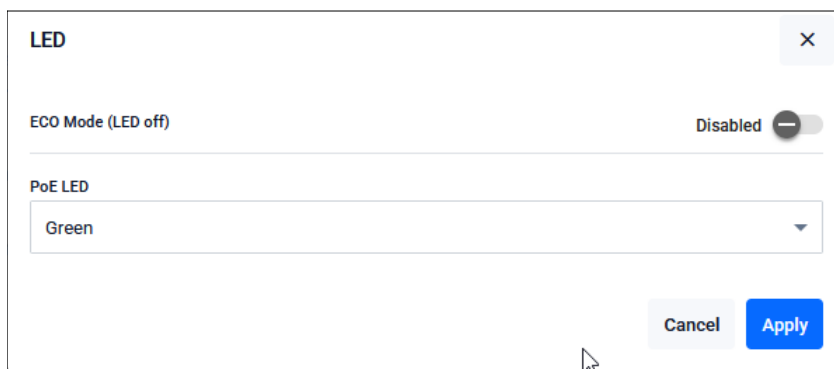 LED
ECO Mode (LED off)
Disabled
PoE LED
Green
Cancel
Apply